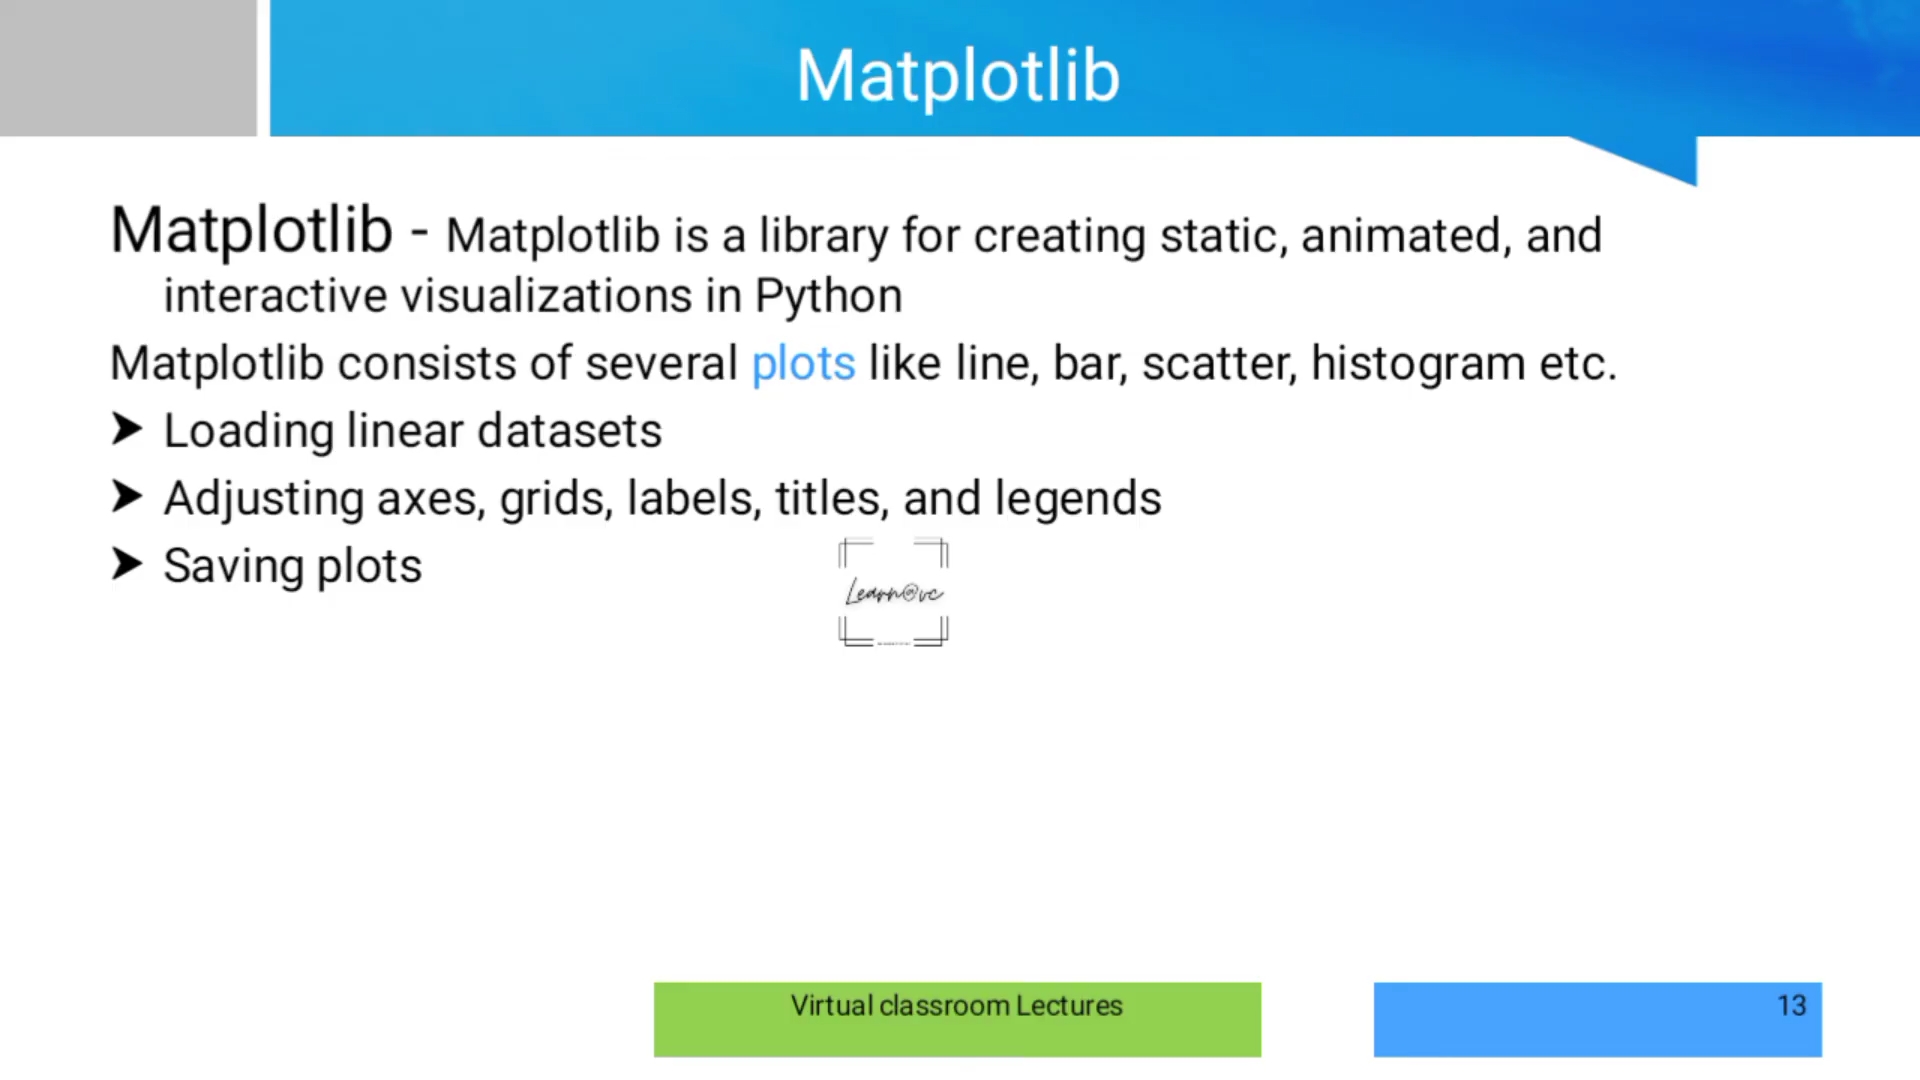 Matplotlib
Matplotlib - Matplotlib is a library for creating static, animated, and
interactive visualizations in Python
Matplotlib consists of several plots like line, bar, scatter, histogram etc.
➤ Loading linear datasets
➤ Adjusting axes, grids, labels, titles, and legends
➤ Saving plots
Learn@vc
Virtual classroom Lectures
13